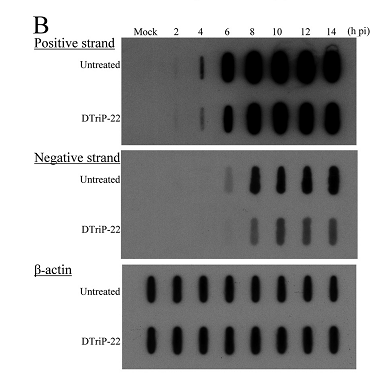 B
Mock 2 4 6 8 10 12 14 (h pi)
Positive strand
Untreated
DTriP-22
Negative strand
Untreated
DTriP-22
β-actin
Untreated
DTriP-22